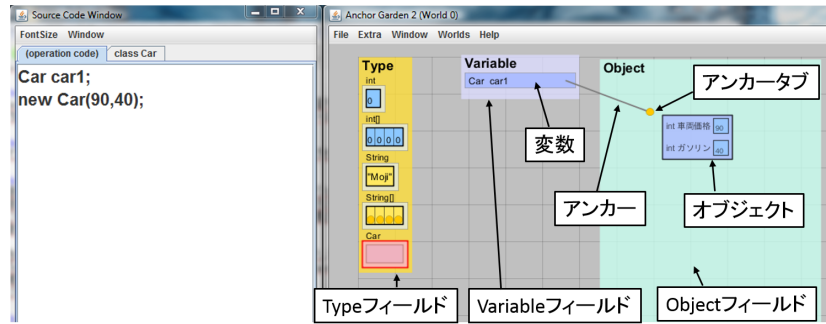 Source Code Window
FontSize Window
(operation code) class Car
Car car1;
new Car(90,40);
Anchor Garden 2 (World 0)
File Extra Window Worlds Help
Type
int
0
int[]
0 0 0 0
String
"Moji"
String[]
Car
Variable
Car car1
Object
アンカータブ
int 車両価格 90
int ガソリン 40
変数
アンカー
オブジェクト
Typeフィールド
Variableフィールド
Objectフィールド